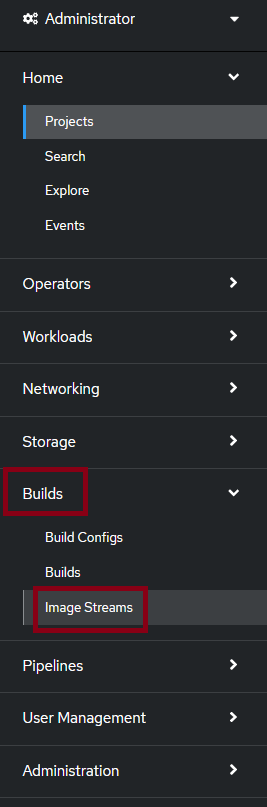 Administrator
Home
Projects
Search
Explore
Events
Operators
Workloads
Networking
Storage
Builds
Build Configs
Builds
Image Streams
Pipelines
User Management
Administration